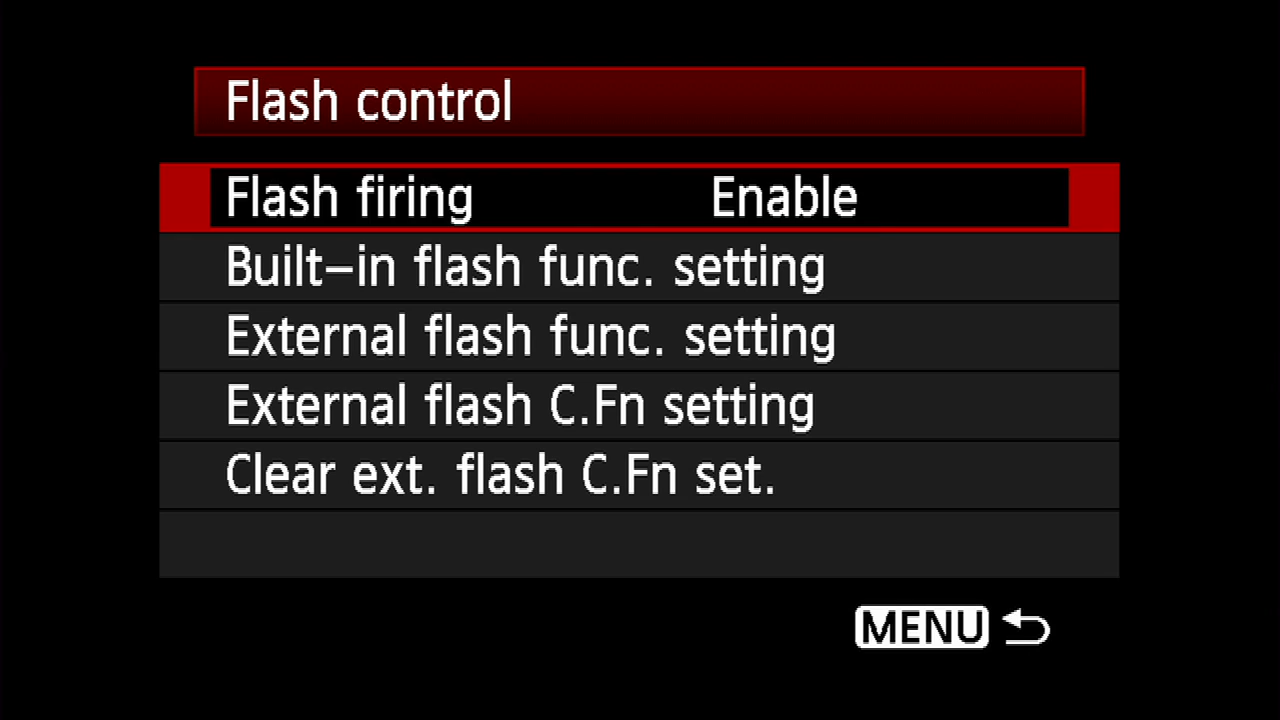 Flash control
Flash firing Enable
Built-in flash func. setting
External flash func. setting
External flash C.Fn setting
Clear ext. flash C.Fn set.
MENU